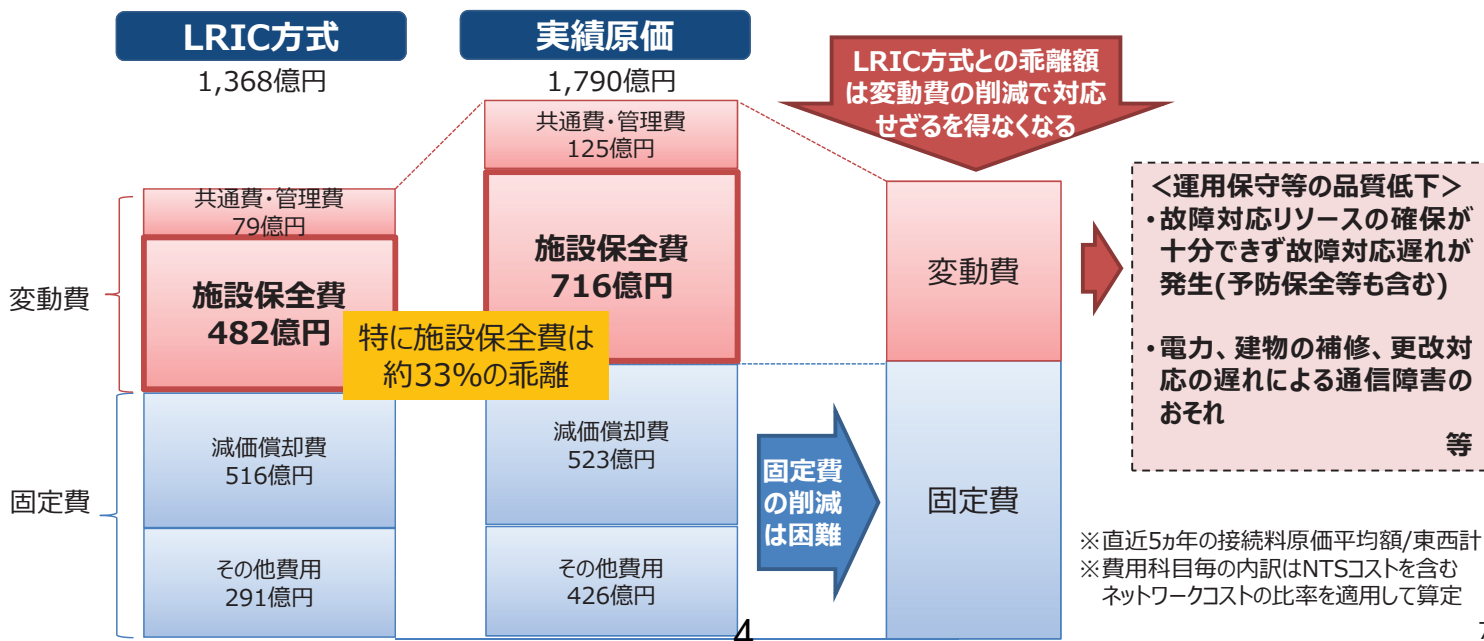 LRIC方式
1,368億円
実績原価
1,790億円
LRIC方式との乖離額
は変動費の削減で対応
せざるを得なくなる
共通費・管理費
125億円
共通費・管理費
79億円
施設保全費
716億円
施設保全費
482億円
変動費
特に施設保全費は
約33%の乖離
変動費
＜運用保守等の品質低下＞
・故障対応リソースの確保が
十分できず故障対応遅れが
発生(予防保全等も含む)
・電力、建物の補修、更改対
応の遅れによる通信障害の
おそれ
等
減価償却費
516億円
減価償却費
523億円
固定費
固定費
の削減
は困難
固定費
その他費用
291億円
その他費用
426億円
※直近5ヵ年の接続料原価平均額/東西計
※費用科目毎の内訳はNTSコストを含む
ネットワークコストの比率を適用して算定
4